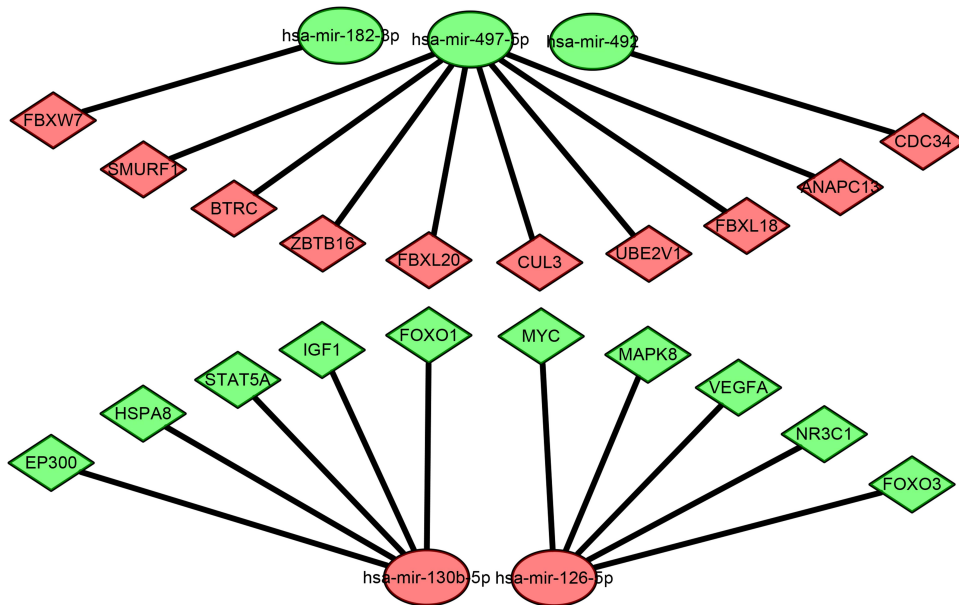 hsa-mir-182-3p
hsa-mir-497-5p
hsa-mir-492
FBXW7
CDC34
SMURF1
ANAPC13
BTRC
FBXL18
ZBTB16
FBXL20
CUL3
UBE2V1
FOXO1
MYC
IGF1
MAPK8
STAT5A
VEGFA
HSPA8
NR3C1
EP300
FOXO3
hsa-mir-130b-5p
hsa-mir-126-5p